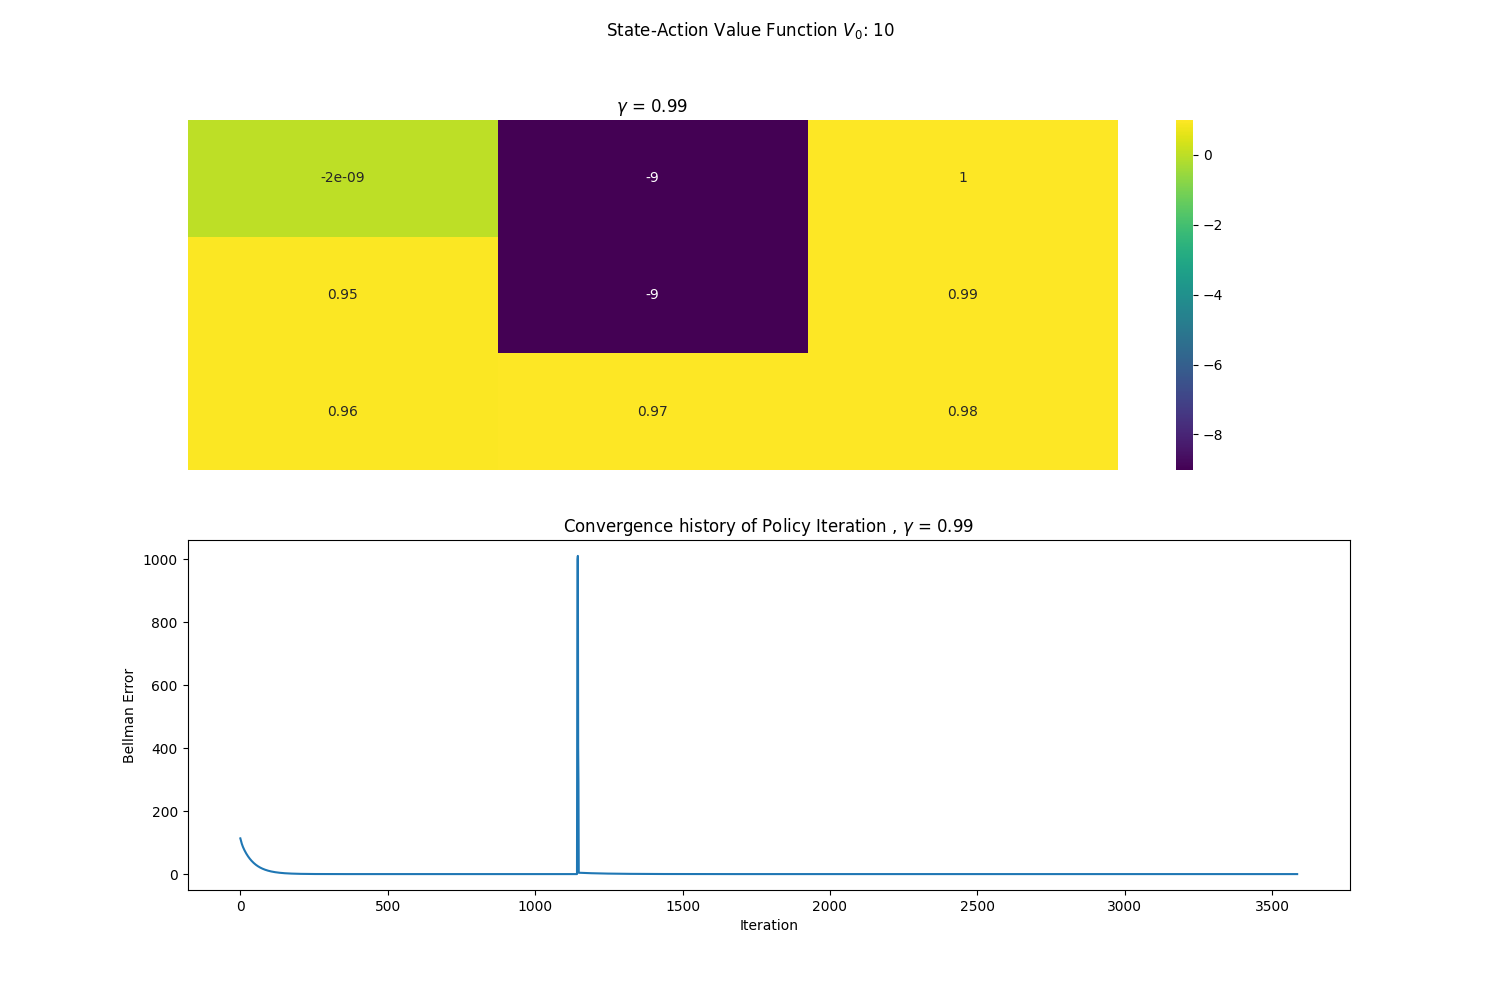 State-Action Value Function $V_0$: 10
γ = 0.99
-2e-09 -9 1
0.95 -9 0.99
0.96 0.97 0.98
0
−2
−4
−6
−8
Convergence history of Policy Iteration , γ = 0.99
Bellman Error
1000
800
600
400
200
0
0 500 1000 1500 2000 2500 3000 3500
Iteration